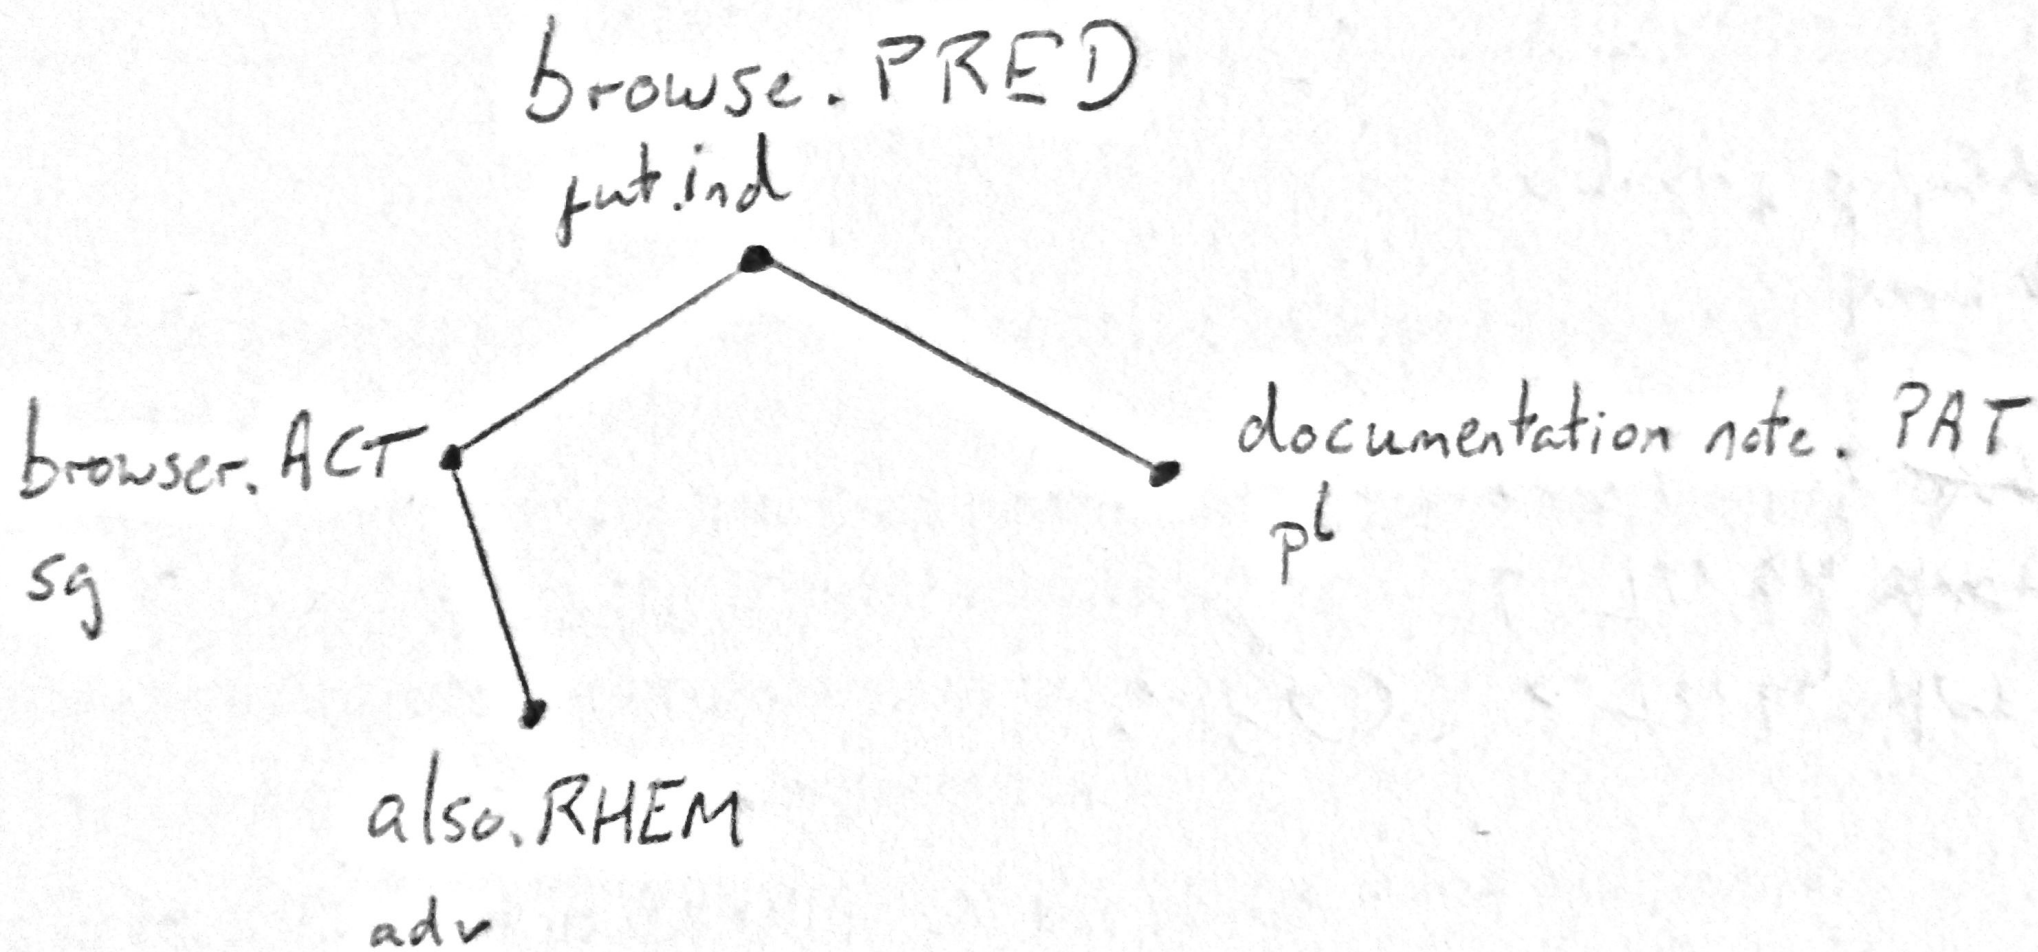 browse.PRED
fut.ind
browser.ACT
sg
documentation note.PAT
pl
also.RHEM
adv